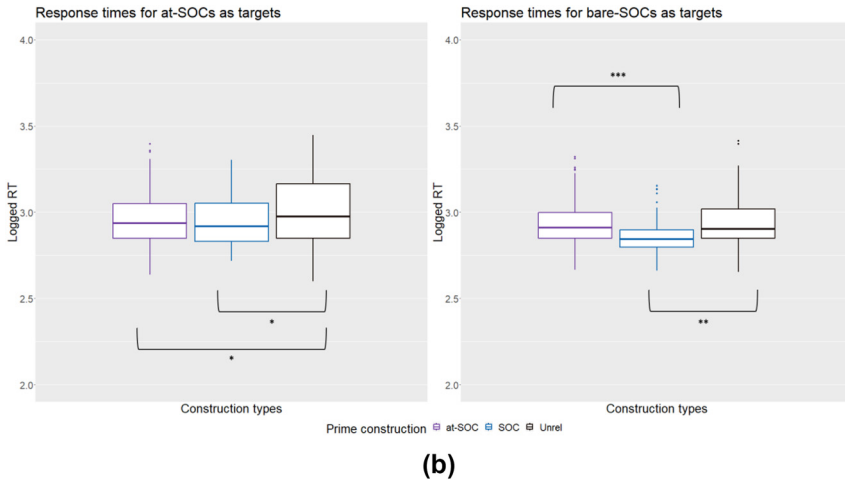 Response times for at-SOCs as targets
4.0
3.5
3.0
2.5
2.0
Logged RT
*
*
Construction types
Response times for bare-SOCs as targets
4.0
3.5
3.0
2.5
2.0
Logged RT
***
**
Construction types
Prime construction at-SOC SOC Unrel
(b)